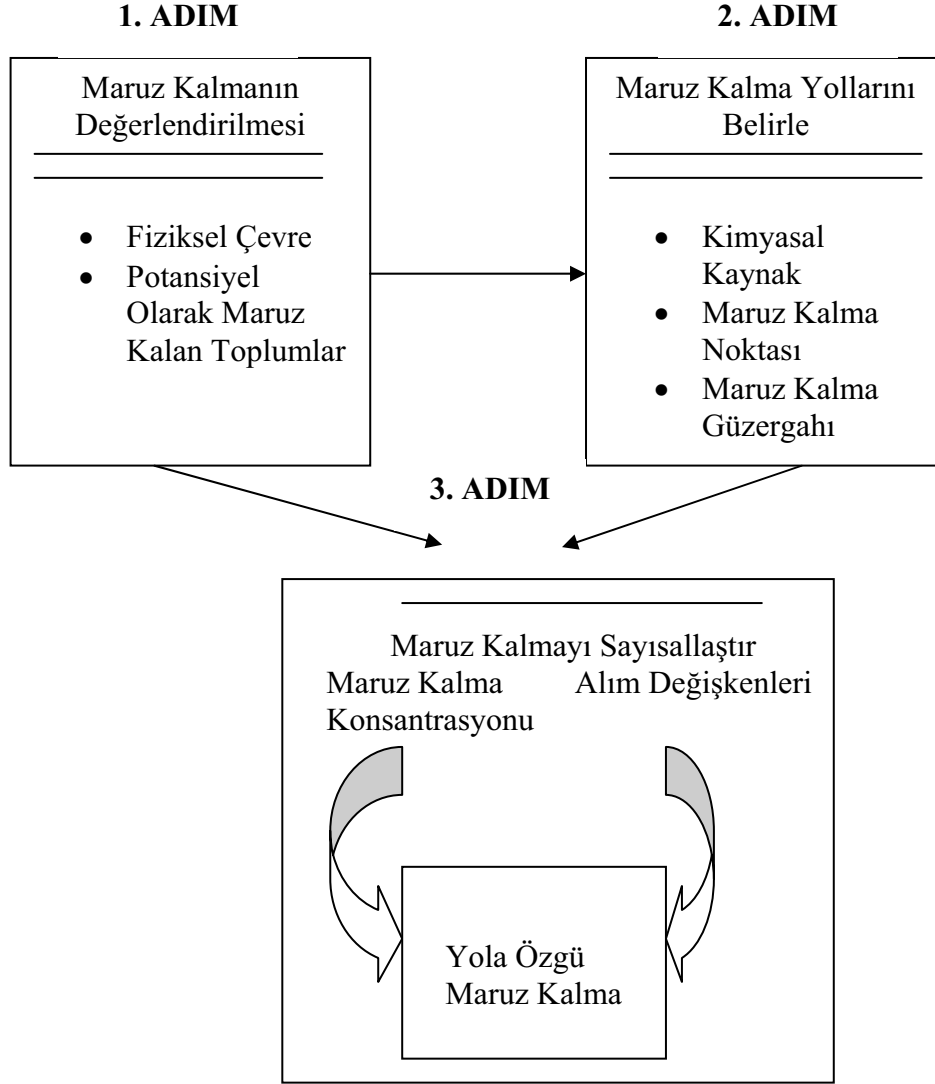 1. ADIM
Maruz Kalmanın
Değerlendirilmesi
• Fiziksel Çevre
• Potansiyel
Olarak Maruz
Kalan Toplumlar
2. ADIM
Maruz Kalma Yollarını
Belirle
• Kimyasal
Kaynak
• Maruz Kalma
Noktası
• Maruz Kalma
Güzergahı
3. ADIM
Maruz Kalmayı Sayısallaştır
Maruz Kalma
Konsantrasyonu
Alım Değişkenleri
Yola Özgü
Maruz Kalma